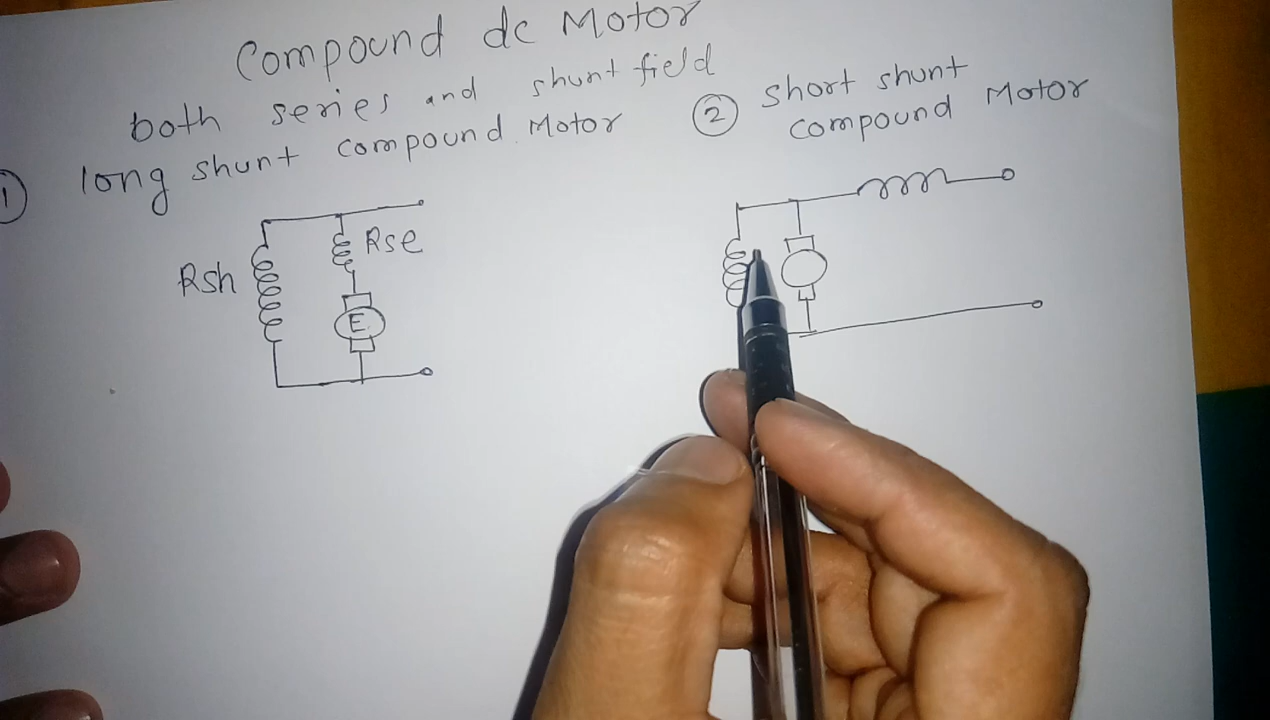 Compound dc Motor
both series and shunt field
1 long shunt compound Motor
2 short shunt
compound Motor
Rsh
Rse
E